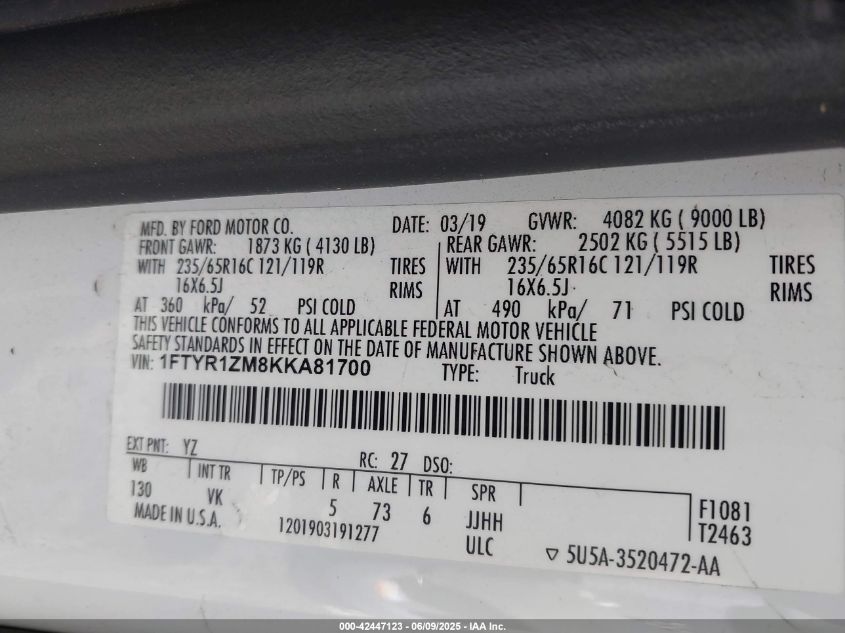 MFD. BY FORD MOTOR CO. DATE: 03/19 GVWR: 4082 KG ( 9000 LB)
FRONT GAWR: 1873 KG ( 4130 LB) REAR GAWR: 2502 KG ( 5515 LB)
WITH 235/65R16C 121/119R TIRES WITH 235/65R16C 121/119R TIRES
16X6.5J RIMS 16X6.5J RIMS
AT 360 kPa/ 52 PSI COLD AT 490 kPa/ 71 PSI COLD
THIS VEHICLE CONFORMS TO ALL APPLICABLE FEDERAL MOTOR VEHICLE
SAFETY STANDARDS IN EFFECT ON THE DATE OF MANUFACTURE SHOWN ABOVE.
VIN: 1FTYR1ZM8KKA81700 TYPE: Truck
EXT PNT: YZ RC: 27 DSO:
WB INT TR TP/PS R AXLE TR SPR F1081
130 VK 5 73 6 JJHH T2463
MADE IN U.S.A. 1201903191277 ULC ▽ 5U5A-3520472-AA
000-42447123 - 06/09/2025 - IAA Inc.